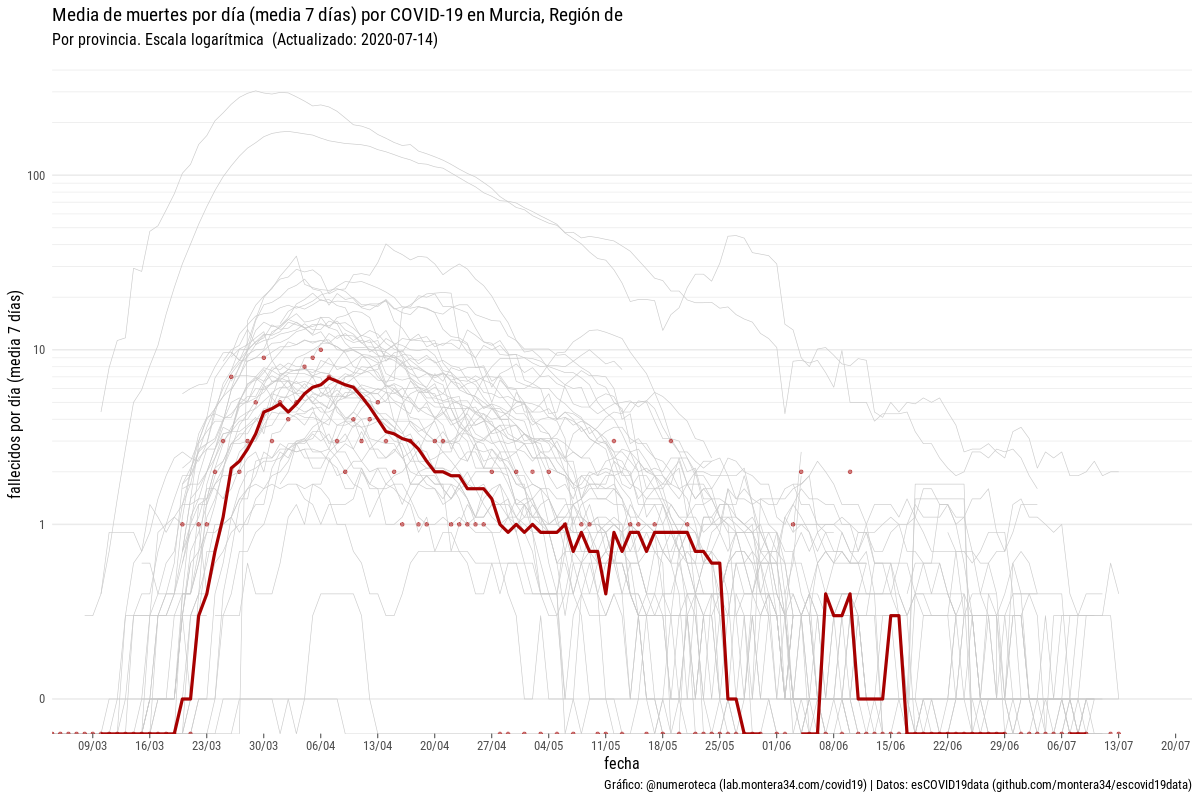 Media de muertes por día (media 7 días) por COVID-19 en Murcia, Región de
Por provincia. Escala logarítmica  (Actualizado: 2020-07-14)
fallecidos por día (media 7 días)
100
10
1
0
09/03 16/03 23/03 30/03 06/04 13/04 20/04 27/04 04/05 11/05 18/05 25/05 01/06 08/06 15/06 22/06 29/06 06/07 13/07 20/07
fecha
Gráfico: @numeroteca (lab.montera34.com/covid19) | Datos: esCOVID19data (github.com/montera34/escovid19data)